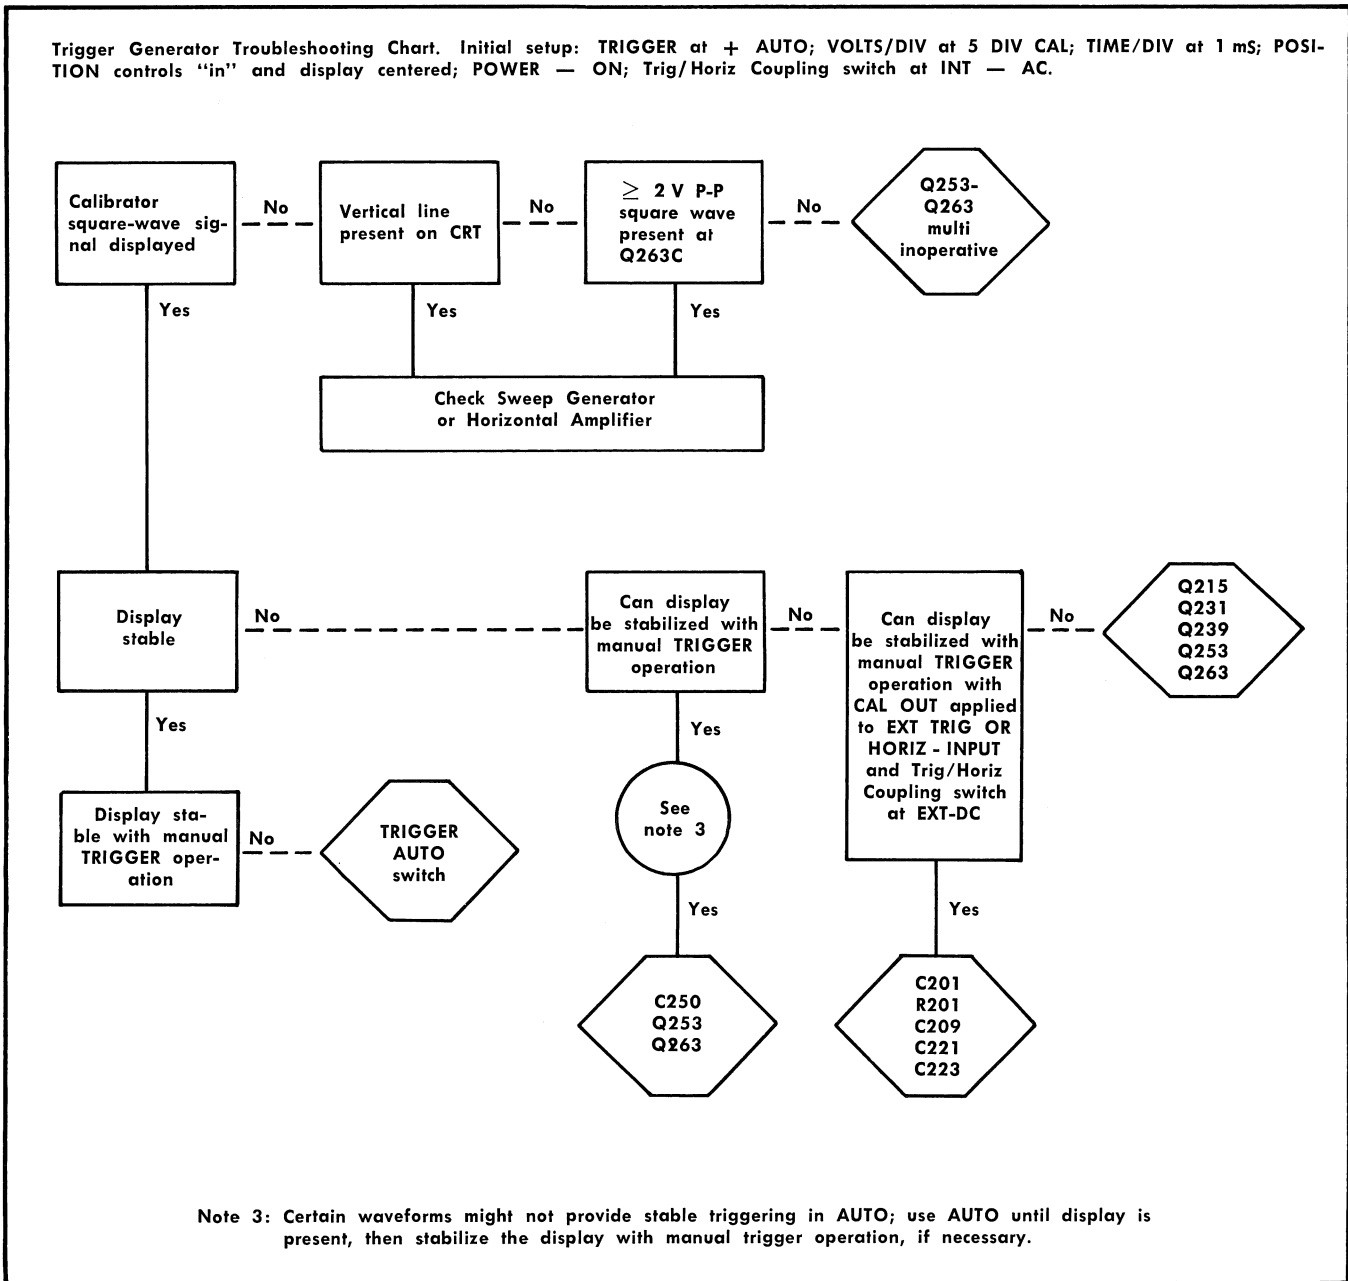 Trigger Generator Troubleshooting Chart. Initial setup: TRIGGER at + AUTO; VOLTS/DIV at 5 DIV CAL; TIME/DIV at 1 mS; POSI-
TION controls "in" and display centered; POWER — ON; Trig/Horiz Coupling switch at INT — AC.
Calibrator
square-wave sig-
nal displayed
No
Vertical line
present on CRT
No
≥ 2 V P-P
square wave
present at
Q263C
No
Q253-
Q263
multi
inoperative
Yes
Yes
Yes
Check Sweep Generator
or Horizontal Amplifier
Display
stable
No
Can display
be stabilized with
manual TRIGGER
operation
No
Can display
be stabilized with
manual TRIGGER
operation with
CAL OUT applied
to EXT TRIG OR
HORIZ - INPUT
and Trig/Horiz
Coupling switch
at EXT-DC
No
Q215
Q231
Q239
Q253
Q263
Yes
Yes
Display sta-
ble with manual
TRIGGER oper-
ation
No
TRIGGER
AUTO
switch
See
note 3
Yes
Yes
C250
Q253
Q263
C201
R201
C209
C221
C223
Note 3: Certain waveforms might not provide stable triggering in AUTO; use AUTO until display is
present, then stabilize the display with manual trigger operation, if necessary.